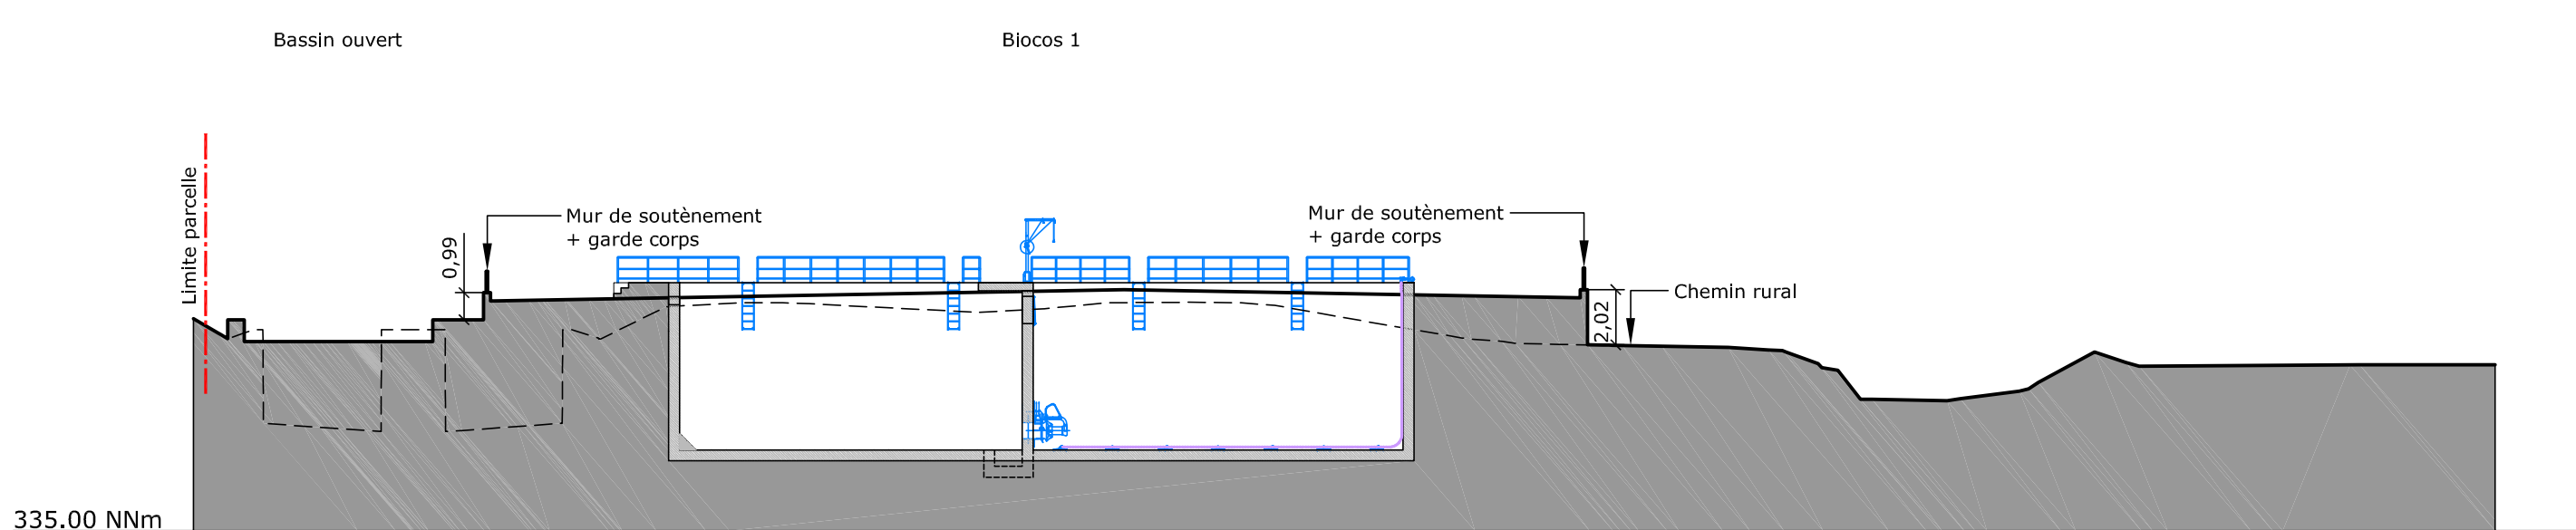 Bassin ouvert
Biocos 1
Limite parcelle
0,99
Mur de soutènement
+ garde corps
Mur de soutènement
+ garde corps
2,02
Chemin rural
335.00 NNm